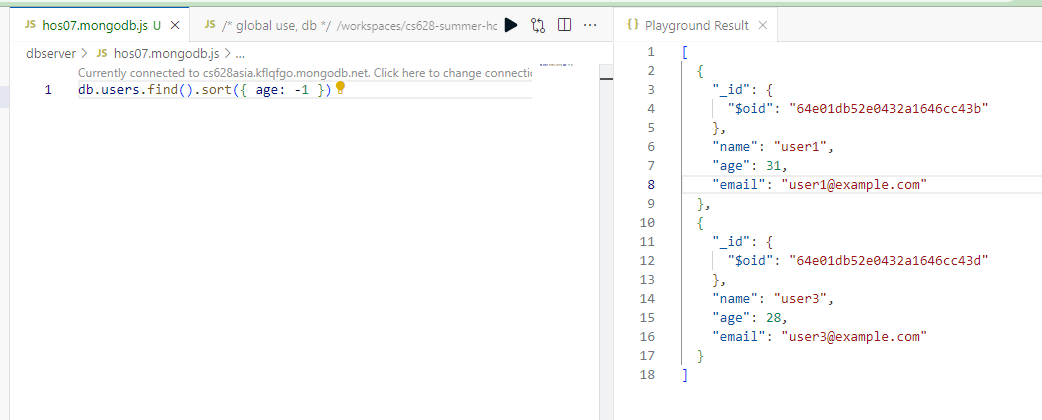 JS hos07.mongodb.js U
JS /* global use, db */ /workspaces/cs628-summer-hc
{} Playground Result
dbserver > JS hos07.mongodb.js > ...
Currently connected to cs628asia.kflqfgo.mongodb.net. Click here to change connectic
1 db.users.find().sort({ age: -1 })
1 [
2 {
3 "_id": {
4 "$oid": "64e01db52e0432a1646cc43b"
5 },
6 "name": "user1",
7 "age": 31,
8 "email": "user1@example.com"
9 },
10 {
11 "_id": {
12 "$oid": "64e01db52e0432a1646cc43d"
13 },
14 "name": "user3",
15 "age": 28,
16 "email": "user3@example.com"
17 }
18 ]